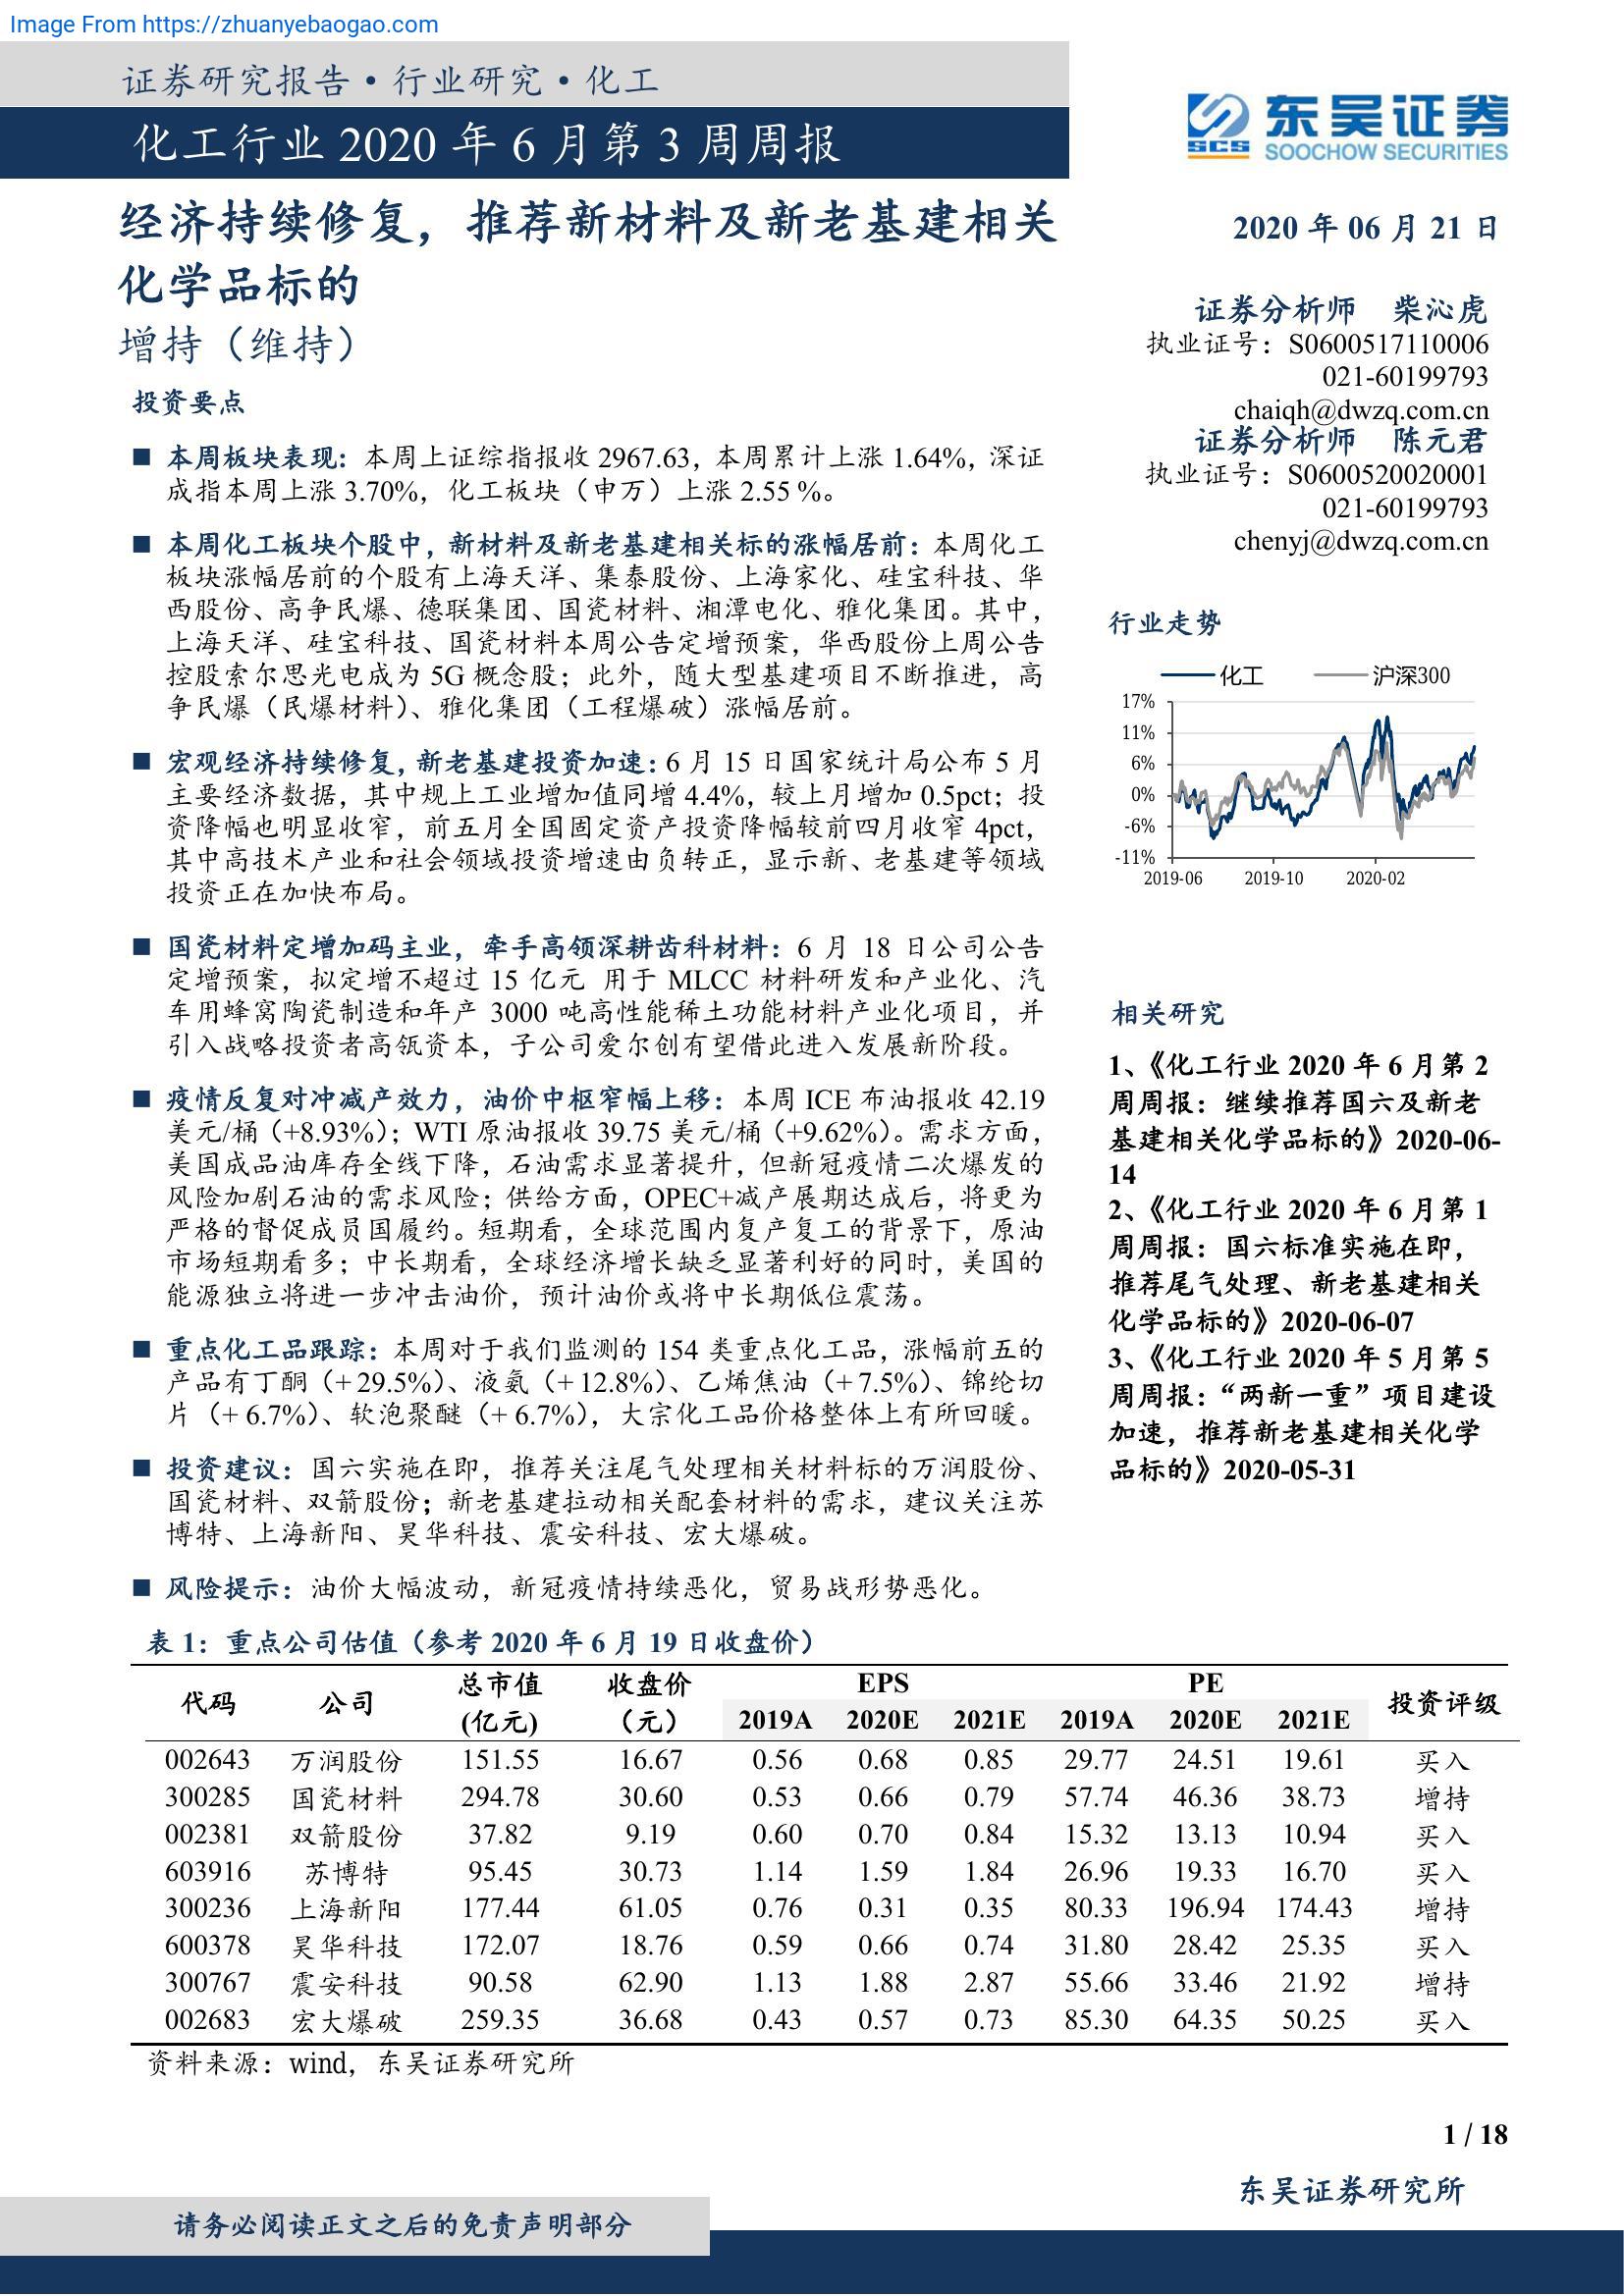 Image From https://zhuanyebaogao.com
证券研究报告·行业研究·化工
化工行业 2020 年 6 月第 3 周周报
东吴证券
SCS
SOOCHOW SECURITIES
经济持续修复，推荐新材料及新老基建相关
化学品标的
增持（维持）
2020 年 06 月 21 日
证券分析师 柴沁虎
执业证号：S0600517110006
021-60199793
chaiqh@dwzq.com.cn
证券分析师 陈元君
执业证号：S0600520020001
021-60199793
chenyj@dwzq.com.cn
投资要点
■ 本周板块表现：本周上证综指报收 2967.63，本周累计上涨 1.64%，深证
成指本周上涨 3.70%，化工板块（申万）上涨 2.55 %。
■ 本周化工板块个股中，新材料及新老基建相关标的涨幅居前：本周化工
板块涨幅居前的个股有上海天洋、集泰股份、上海家化、硅宝科技、华
西股份、高争民爆、德联集团、国瓷材料、湘潭电化、雅化集团。其中，
上海天洋、硅宝科技、国瓷材料本周公告定增预案，华西股份上周公告
控股索尔思光电成为 5G 概念股；此外，随大型基建项目不断推进，高
争民爆（民爆材料）、雅化集团（工程爆破）涨幅居前。
■ 宏观经济持续修复，新老基建投资加速：6 月 15 日国家统计局公布 5 月
主要经济数据，其中规上工业增加值同增 4.4%，较上月增加 0.5pct；投
资降幅也明显收窄，前五月全国固定资产投资降幅较前四月收窄 4pct，
其中高技术产业和社会领域投资增速由负转正，显示新、老基建等领域
投资正在加快布局。
■ 国瓷材料定增加码主业，牵手高领深耕齿科材料：6 月 18 日公司公告
定增预案，拟定增不超过 15 亿元 用于 MLCC 材料研发和产业化、汽
车用蜂窝陶瓷制造和年产 3000 吨高性能稀土功能材料产业化项目，并
引入战略投资者高瓴资本，子公司爱尔创有望借此进入发展新阶段。
■ 疫情反复对冲减产效力，油价中枢窄幅上移：本周 ICE 布油报收 42.19
美元/桶（+8.93%）；WTI 原油报收 39.75 美元/桶（+9.62%）。需求方面，
美国成品油库存全线下降，石油需求显著提升，但新冠疫情二次爆发的
风险加剧石油的需求风险；供给方面，OPEC+减产展期达成后，将更为
严格的督促成员国履约。短期看，全球范围内复产复工的背景下，原油
市场短期看多；中长期看，全球经济增长缺乏显著利好的同时，美国的
能源独立将进一步冲击油价，预计油价或将中长期低位震荡。
■ 重点化工品跟踪：本周对于我们监测的 154 类重点化工品，涨幅前五的
产品有丁酮（+ 29.5%）、液氨（+ 12.8%）、乙烯焦油（+ 7.5%）、锦纶切
片（+ 6.7%）、软泡聚醚（+ 6.7%），大宗化工品价格整体上有所回暖。
■ 投资建议：国六实施在即，推荐关注尾气处理相关材料标的万润股份、
国瓷材料、双箭股份；新老基建拉动相关配套材料的需求，建议关注苏
博特、上海新阳、昊华科技、震安科技、宏大爆破。
■ 风险提示：油价大幅波动，新冠疫情持续恶化，贸易战形势恶化。
行业走势
化工 沪深300
17%
11%
6%
0%
-6%
-11%
2019-06 2019-10 2020-02
相关研究
1、《化工行业 2020 年 6 月第 2
周周报：继续推荐国六及新老
基建相关化学品标的》2020-06-
14
2、《化工行业 2020 年 6 月第 1
周周报：国六标准实施在即，
推荐尾气处理、新老基建相关
化学品标的》2020-06-07
3、《化工行业 2020 年 5 月第 5
周周报：“两新一重”项目建设
加速，推荐新老基建相关化学
品标的》2020-05-31
表 1：重点公司估值（参考 2020 年 6 月 19 日收盘价）
代码 公司 总市值(亿元) 收盘价（元） EPS PE 投资评级
2019A 2020E 2021E 2019A 2020E 2021E
002643 万润股份 151.55 16.67 0.56 0.68 0.85 29.77 24.51 19.61 买入
300285 国瓷材料 294.78 30.60 0.53 0.66 0.79 57.74 46.36 38.73 增持
002381 双箭股份 37.82 9.19 0.60 0.70 0.84 15.32 13.13 10.94 买入
603916 苏博特 95.45 30.73 1.14 1.59 1.84 26.96 19.33 16.70 买入
300236 上海新阳 177.44 61.05 0.76 0.31 0.35 80.33 196.94 174.43 增持
600378 昊华科技 172.07 18.76 0.59 0.66 0.74 31.80 28.42 25.35 买入
300767 震安科技 90.58 62.90 1.13 1.88 2.87 55.66 33.46 21.92 增持
002683 宏大爆破 259.35 36.68 0.43 0.57 0.73 85.30 64.35 50.25 买入
资料来源：wind，东吴证券研究所
1 / 18
东吴证券研究所
请务必阅读正文之后的免责声明部分